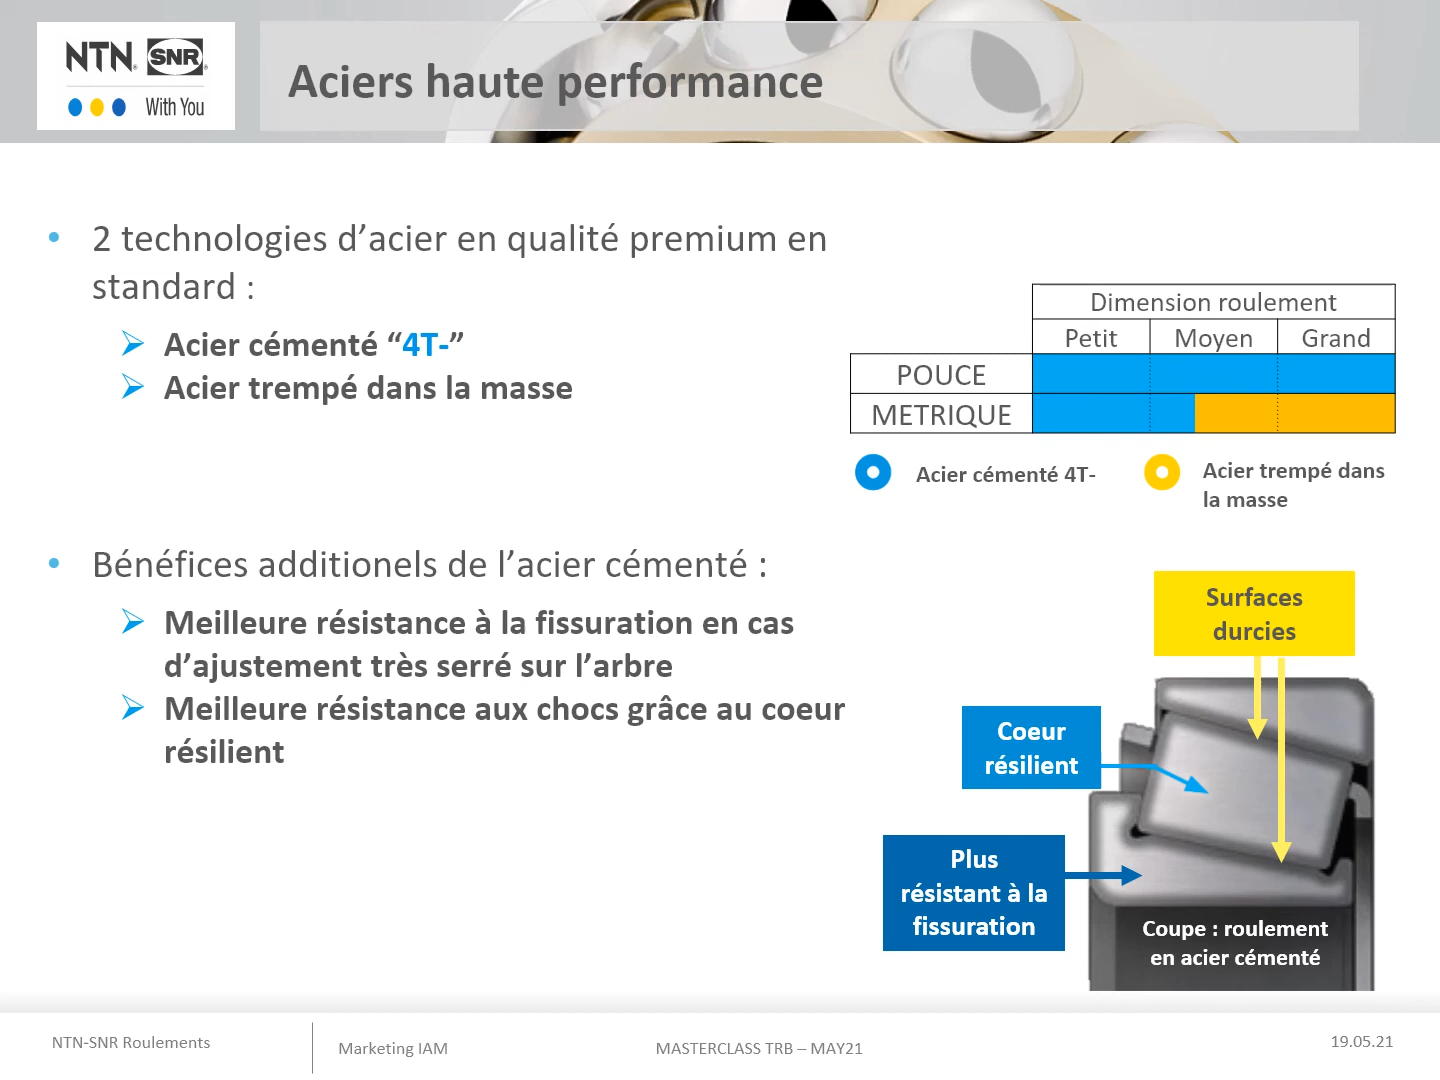 NTN® SNR®
With You
Aciers haute performance
• 2 technologies d’acier en qualité premium en
standard :
Acier cémenté “4T-”
Acier trempé dans la masse
Dimension roulement
Petit Moyen Grand
POUCE
METRIQUE
Acier cémenté 4T-
Acier trempé dans
la masse
• Bénéfices additionels de l’acier cémenté :
Meilleure résistance à la fissuration en cas
d’ajustement très serré sur l’arbre
Meilleure résistance aux chocs grâce au coeur
résilient
Surfaces
durcies
Coeur
résilient
Plus
résistant à la
fissuration
Coupe : roulement
en acier cémenté
NTN-SNR Roulements
Marketing IAM
MASTERCLASS TRB – MAY21
19.05.21